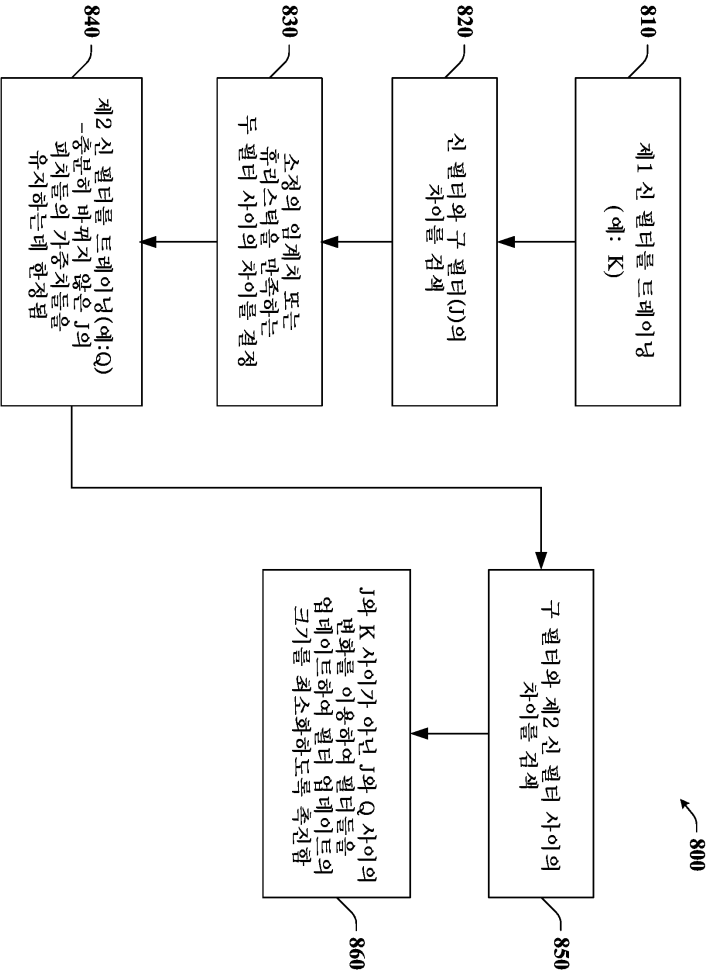 800
810
제1 신 필터를 트레이닝
(예: K)
820
신 필터와 구 필터(J)의
차이를 검색
830
소정의 임계치 또는
휴리스틱을 만족하는
두 필터 사이의 차이를 결정
840
제2 신 필터를 트레이닝(예:Q)
-충분히 바뀌지 않은 J의
피처들의 가중치들을
유지하는데 한정됨
850
구 필터와 제2 신 필터 사이의
차이를 검색
860
J와 K 사이가 아닌 J와 Q 사이의
변화를 이용하여 필터들을
업데이트하여 필터 업데이트의
크기를 최소화하도록 촉진함